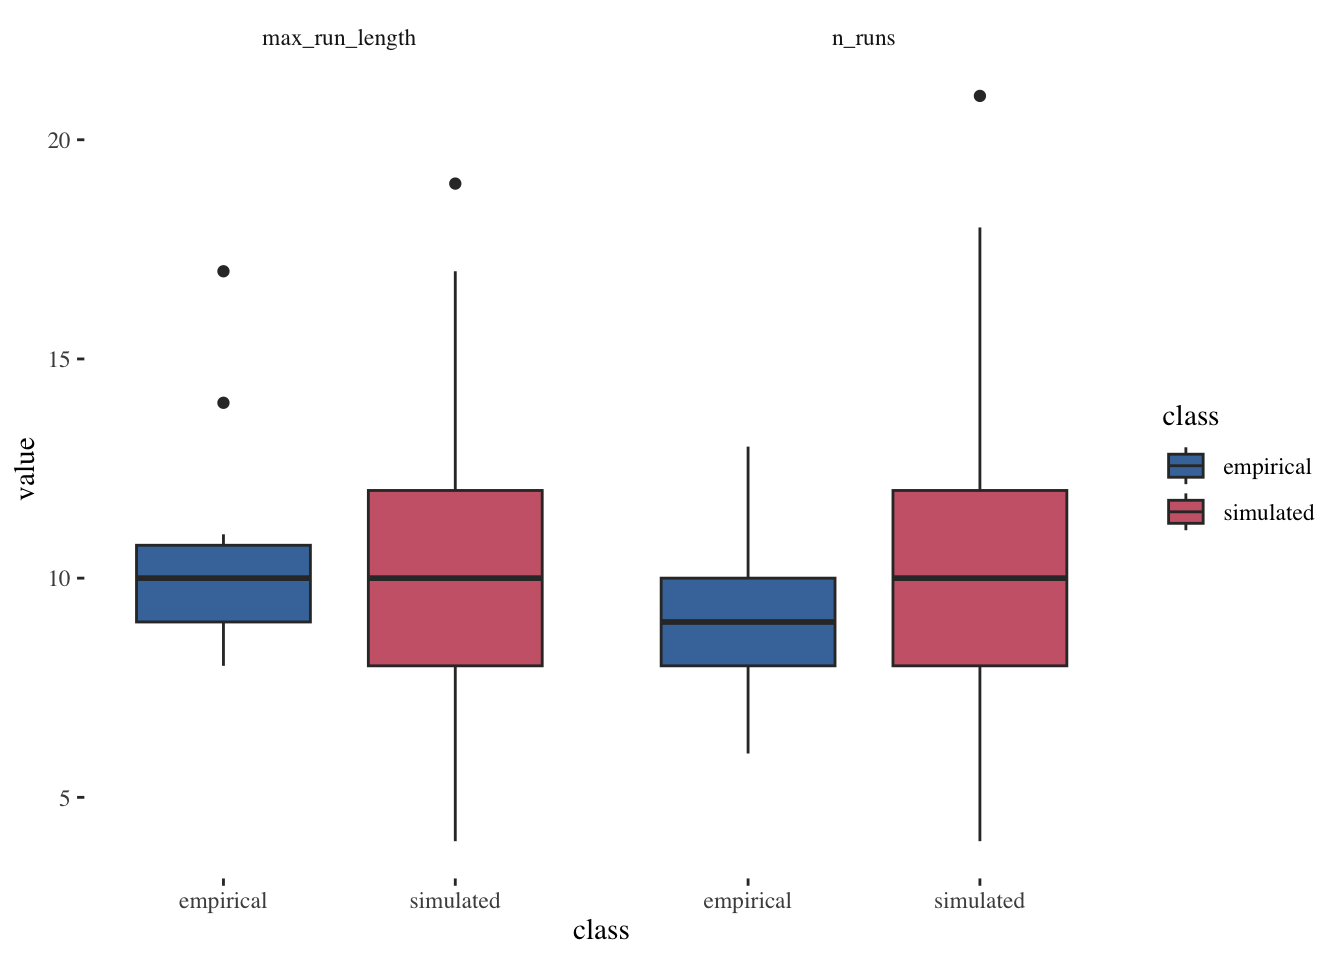 max_run_length
n_runs
20
15
10
5
value
empirical
simulated
empirical
simulated
class
class
empirical
simulated